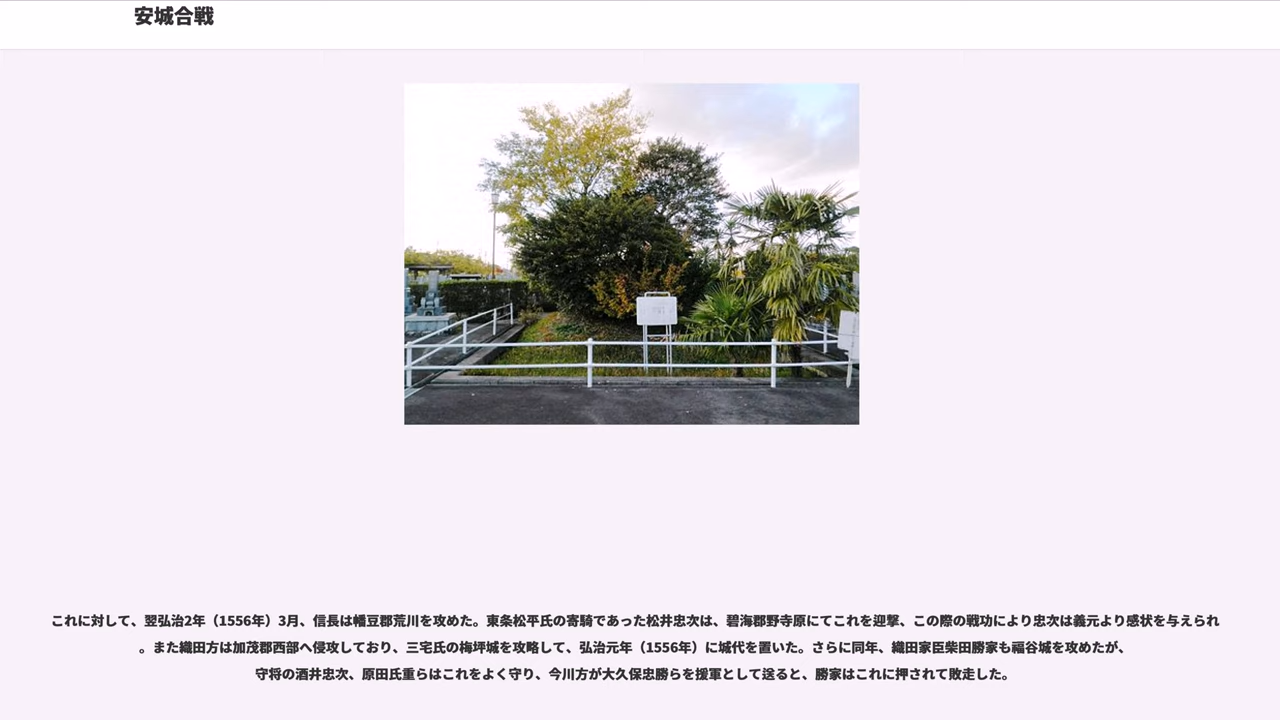 安城合戦
これに対して、翌弘治2年（1556年）3月、信長は幡豆郡荒川を攻めた。東条松平氏の寄騎であった松井忠次は、碧海郡野寺原にてこれを迎撃、この際の戦功により忠次は義元より感状を与えられ
。また織田方は加茂郡西部へ侵攻しており、三宅氏の梅坪城を攻略して、弘治元年（1556年）に城代を置いた。さらに同年、織田家臣柴田勝家も福谷城を攻めたが、
守将の酒井忠次、原田氏重らはこれをよく守り、今川方が大久保忠勝らを援軍として送ると、勝家はこれに押されて敗走した。